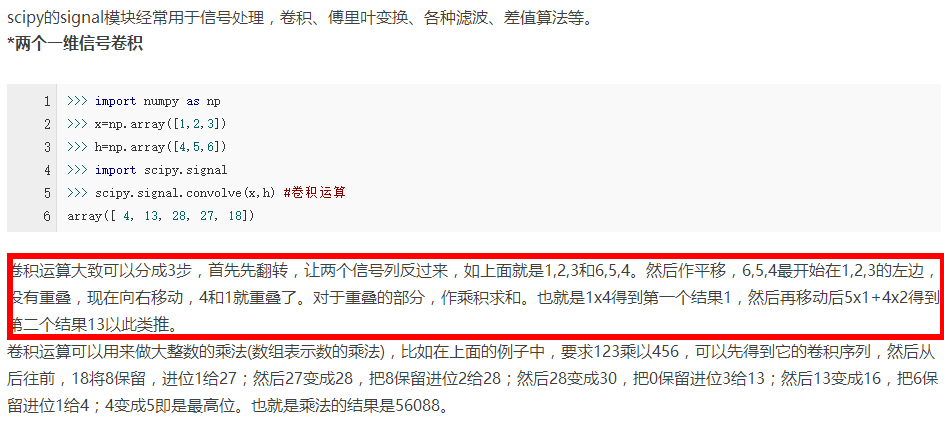 scipy的signal模块经常用于信号处理，卷积、傅里叶变换、各种滤波、差值算法等。
*两个一维信号卷积
1 >>> import numpy as np
2 >>> x=np.array([1,2,3])
3 >>> h=np.array([4,5,6])
4 >>> import scipy.signal
5 >>> scipy.signal.convolve(x,h) #卷积运算
6 array([ 4, 13, 28, 27, 18])
卷积运算大致可以分成3步，首先先翻转，让两个信号列反过来，如上面就是1,2,3和6,5,4。然后作平移，6,5,4最开始在1,2,3的左边，
没有重叠，现在向右移动，4和1就重叠了。对于重叠的部分，作乘积求和。也就是1x4得到第一个结果1，然后再移动后5x1+4x2得到
第二个结果13以此类推。
卷积运算可以用来做大整数的乘法(数组表示数的乘法)，比如在上面的例子中，要求123乘以456，可以先得到它的卷积序列，然后从
后往前，18将8保留，进位1给27；然后27变成28，把8保留进位2给28；然后28变成30，把0保留进位3给13；然后13变成16，把6保
留进位1给4；4变成5即是最高位。也就是乘法的结果是56088。